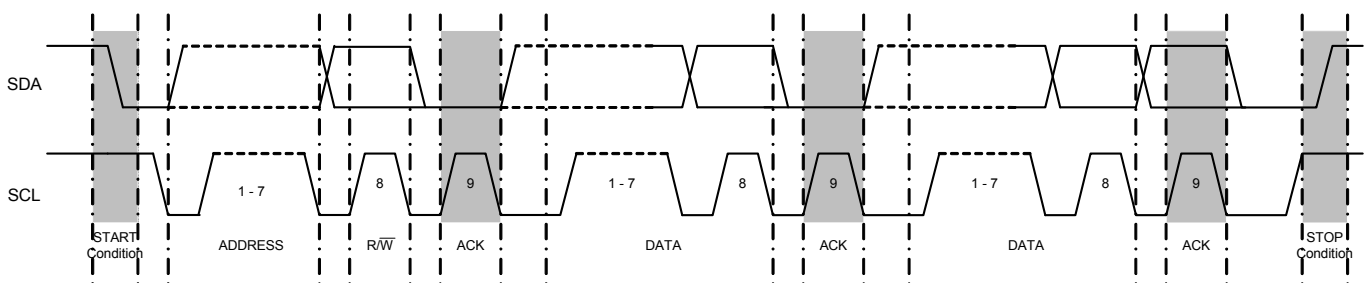 SDA
SCL
1 - 7
8
9
1 - 7
8
9
1 - 7
8
9
START
Condition
ADDRESS
R/W̅
ACK
DATA
ACK
DATA
ACK
STOP
Condition